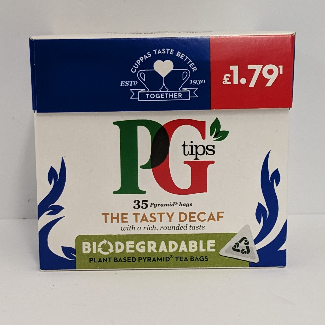 CUPPAS TASTE BETTER
ESTD 1930
TOGETHER
£1.79¹
PG
tips
35 Pyramid® bags
THE TASTY DECAF
with a rich, rounded taste
BIODEGRADABLE
PLANT BASED PYRAMID® TEA BAGS